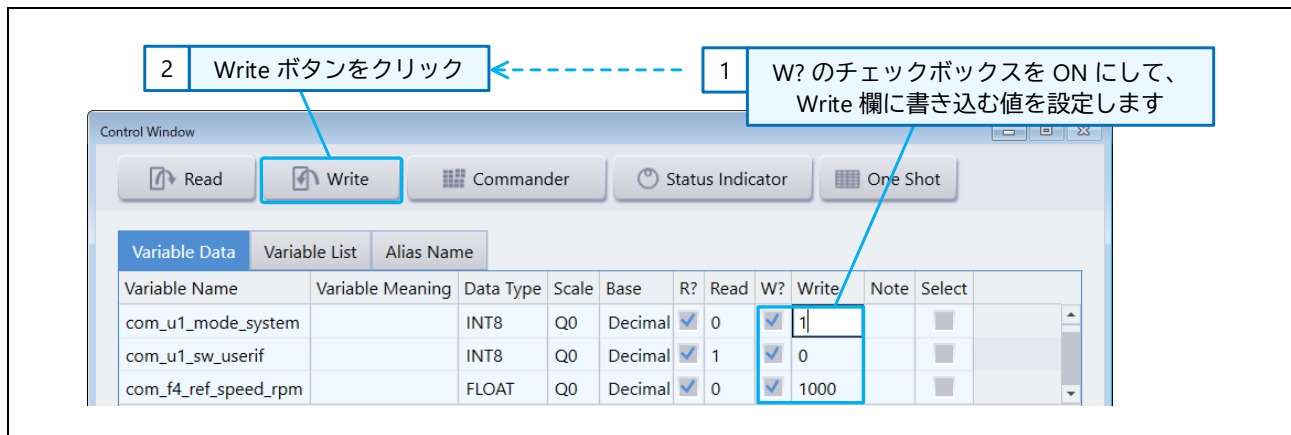 2 Write ボタンをクリック
1 W? のチェックボックスを ON にして、
Write 欄に書き込む値を設定します
Control Window
Read Write Commander Status Indicator One Shot
Variable Data Variable List Alias Name
Variable Name Variable Meaning Data Type Scale Base R? Read W? Write Note Select
com_u1_mode_system INT8 Q0 Decimal 0 1
com_u1_sw_userif INT8 Q0 Decimal 1 0
com_f4_ref_speed_rpm FLOAT Q0 Decimal 0 1000